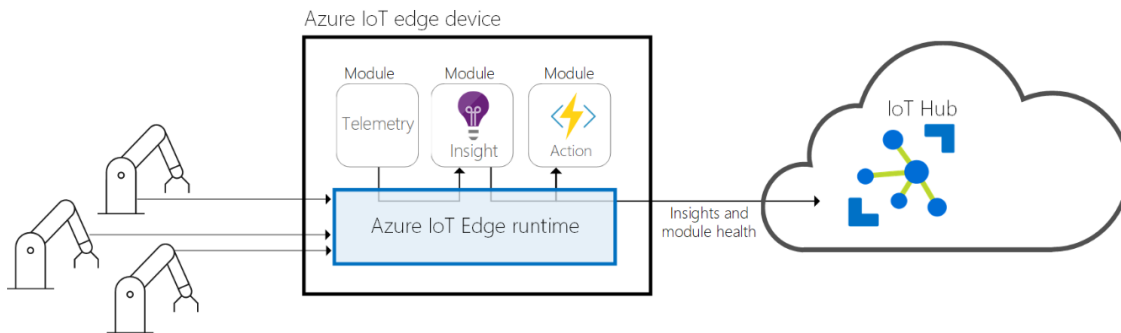 Azure IoT edge device
Module
Module
Module
Telemetry
Insight
Action
Azure IoT Edge runtime
Insights and
module health
IoT Hub